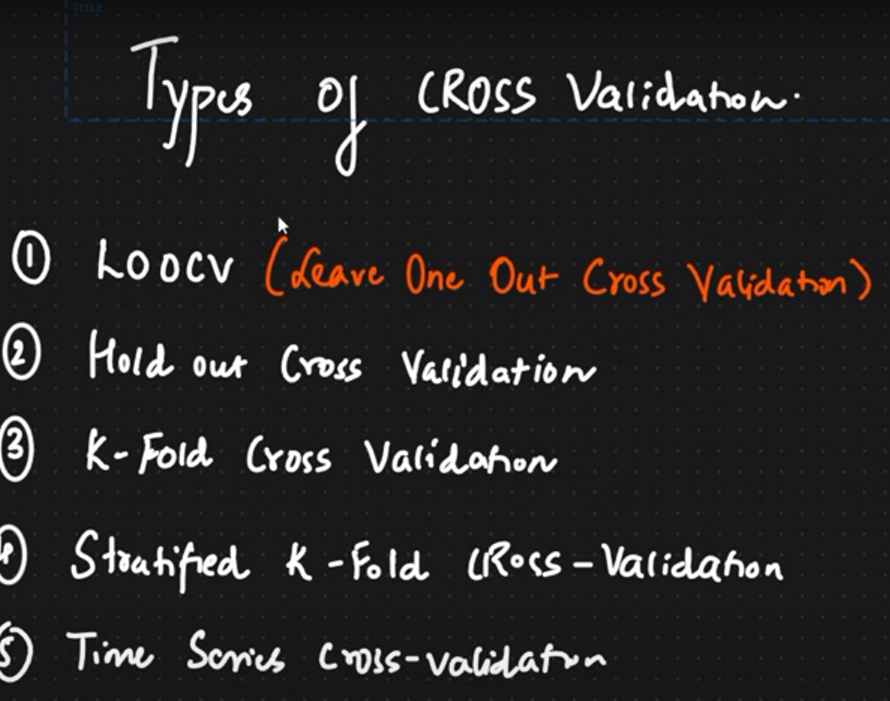 TITLE
Types of CROSS Validation.
① LOOCV (Leave One Out Cross Validation)
② Hold out Cross Validation
③ K-Fold Cross Validation
④ Stratified K-Fold CRoss-Validation
⑤ Time Series Cross-validation